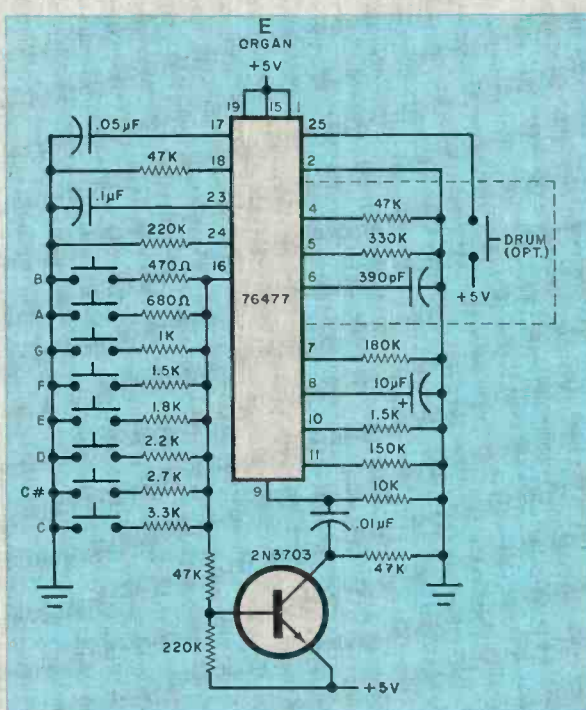 E
ORGAN
+5V
19 15 1
.05µF 17 25
47K 18 2
.1µF 23
4 47K
220K 24
5 330K
DRUM
(OPT.)
B 470Ω 16
6 390pF
+5V
A 680Ω
76477
G 1K
7 180K
F 1.5K
8 10µF
+
E 1.8K
10 1.5K
D 2.2K
11 150K
C# 2.7K
9 10K
C 3.3K
.01µF
2N3703
47K
47K
220K
+5V